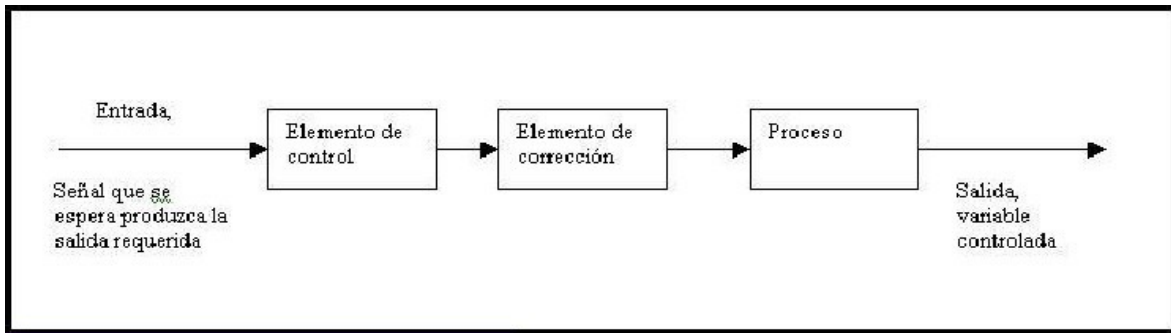 Entrada,
Elemento de
control
Elemento de
corrección
Proceso
Señal que se
espera produzca la
salida requerida
Salida,
variable
controlada